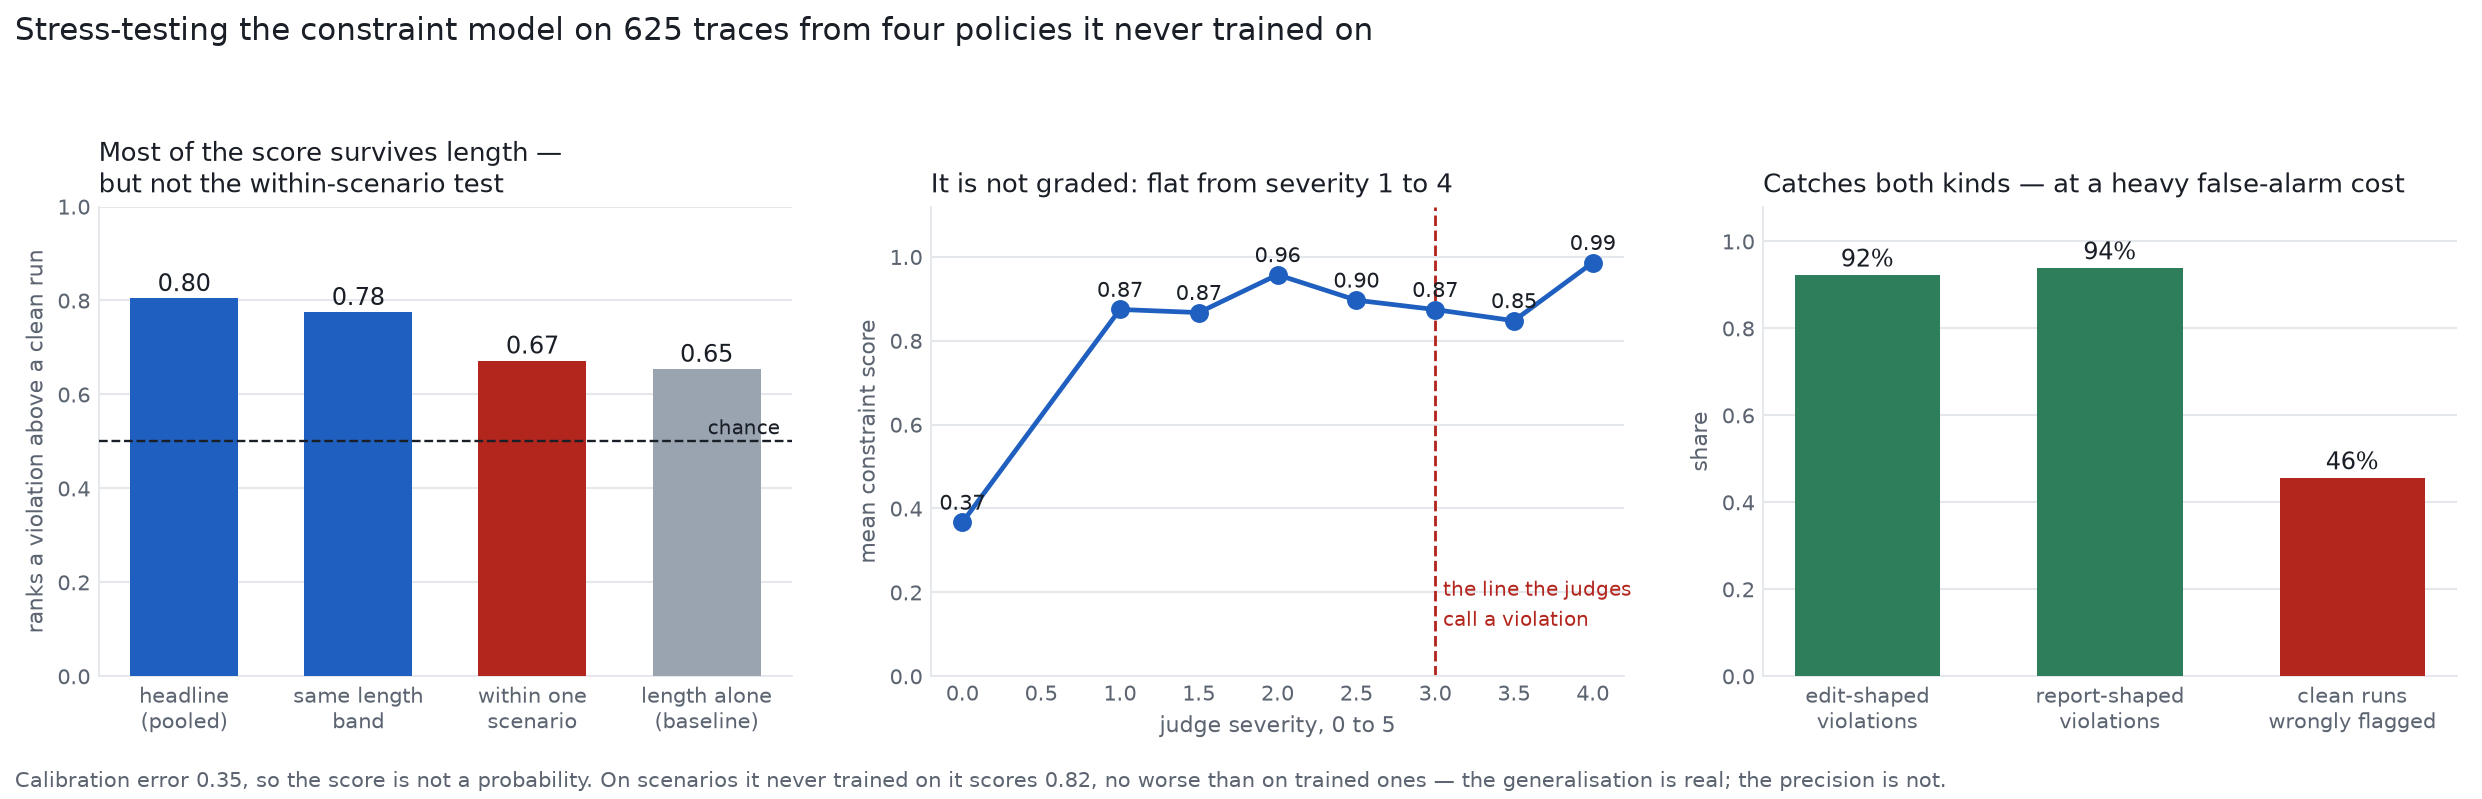 Stress-testing the constraint model on 625 traces from four policies it never trained on
Most of the score survives length —
but not the within-scenario test
ranks a violation above a clean run
1.0
0.8
0.6
0.4
0.2
0.0
0.80
0.78
0.67
0.65
chance
headline
(pooled)
same length
band
within one
scenario
length alone
(baseline)
It is not graded: flat from severity 1 to 4
mean constraint score
1.0
0.8
0.6
0.4
0.2
0.0
0.37
0.87
0.87
0.96
0.90
0.87
0.85
0.99
the line the judges
call a violation
0.0 0.5 1.0 1.5 2.0 2.5 3.0 3.5 4.0
judge severity, 0 to 5
Catches both kinds — at a heavy false-alarm cost
share
1.0
0.8
0.6
0.4
0.2
0.0
92%
94%
46%
edit-shaped
violations
report-shaped
violations
clean runs
wrongly flagged
Calibration error 0.35, so the score is not a probability. On scenarios it never trained on it scores 0.82, no worse than on trained ones — the generalisation is real; the precision is not.